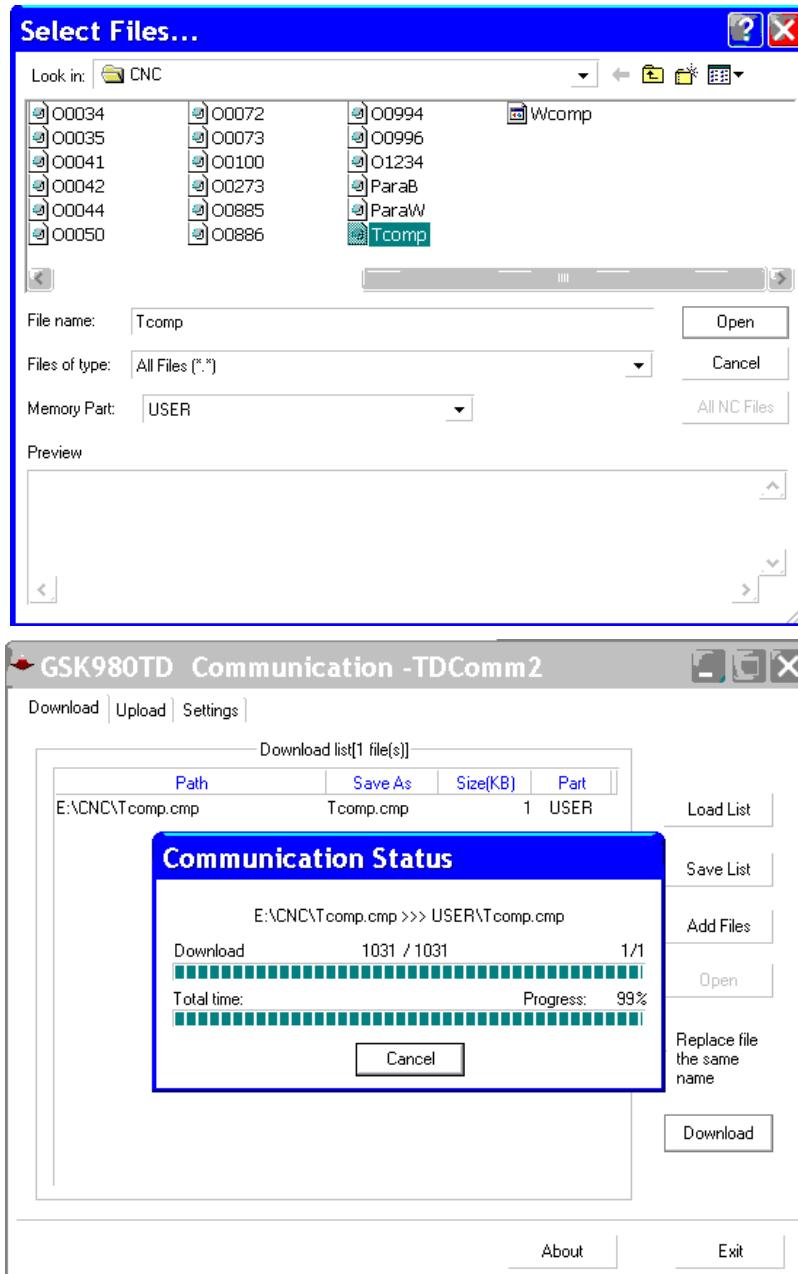 Select Files...
Look in: CNC
O0034 O0072 O0994 Wcomp
O0035 O0073 O0996
O0041 O0100 O1234
O0042 O0273 ParaB
O0044 O0885 ParaW
O0050 O0886 Tcomp
File name: Tcomp Open
Files of type: All Files (*.*) Cancel
Memory Part: USER All NC Files
Preview
GSK980TD Communication -TDComm2
Download Upload Settings
Download list[1 file(s)]
Path Save As Size(KB) Part
E:\CNC\Tcomp.cmp Tcomp.cmp 1 USER
Load List
Communication Status
Save List
E:\CNC\Tcomp.cmp >>> USER\Tcomp.cmp
Add Files
Download 1031 / 1031 1/1
Open
Total time: Progress: 99%
Cancel
Replace file
the same
name
Download
About Exit